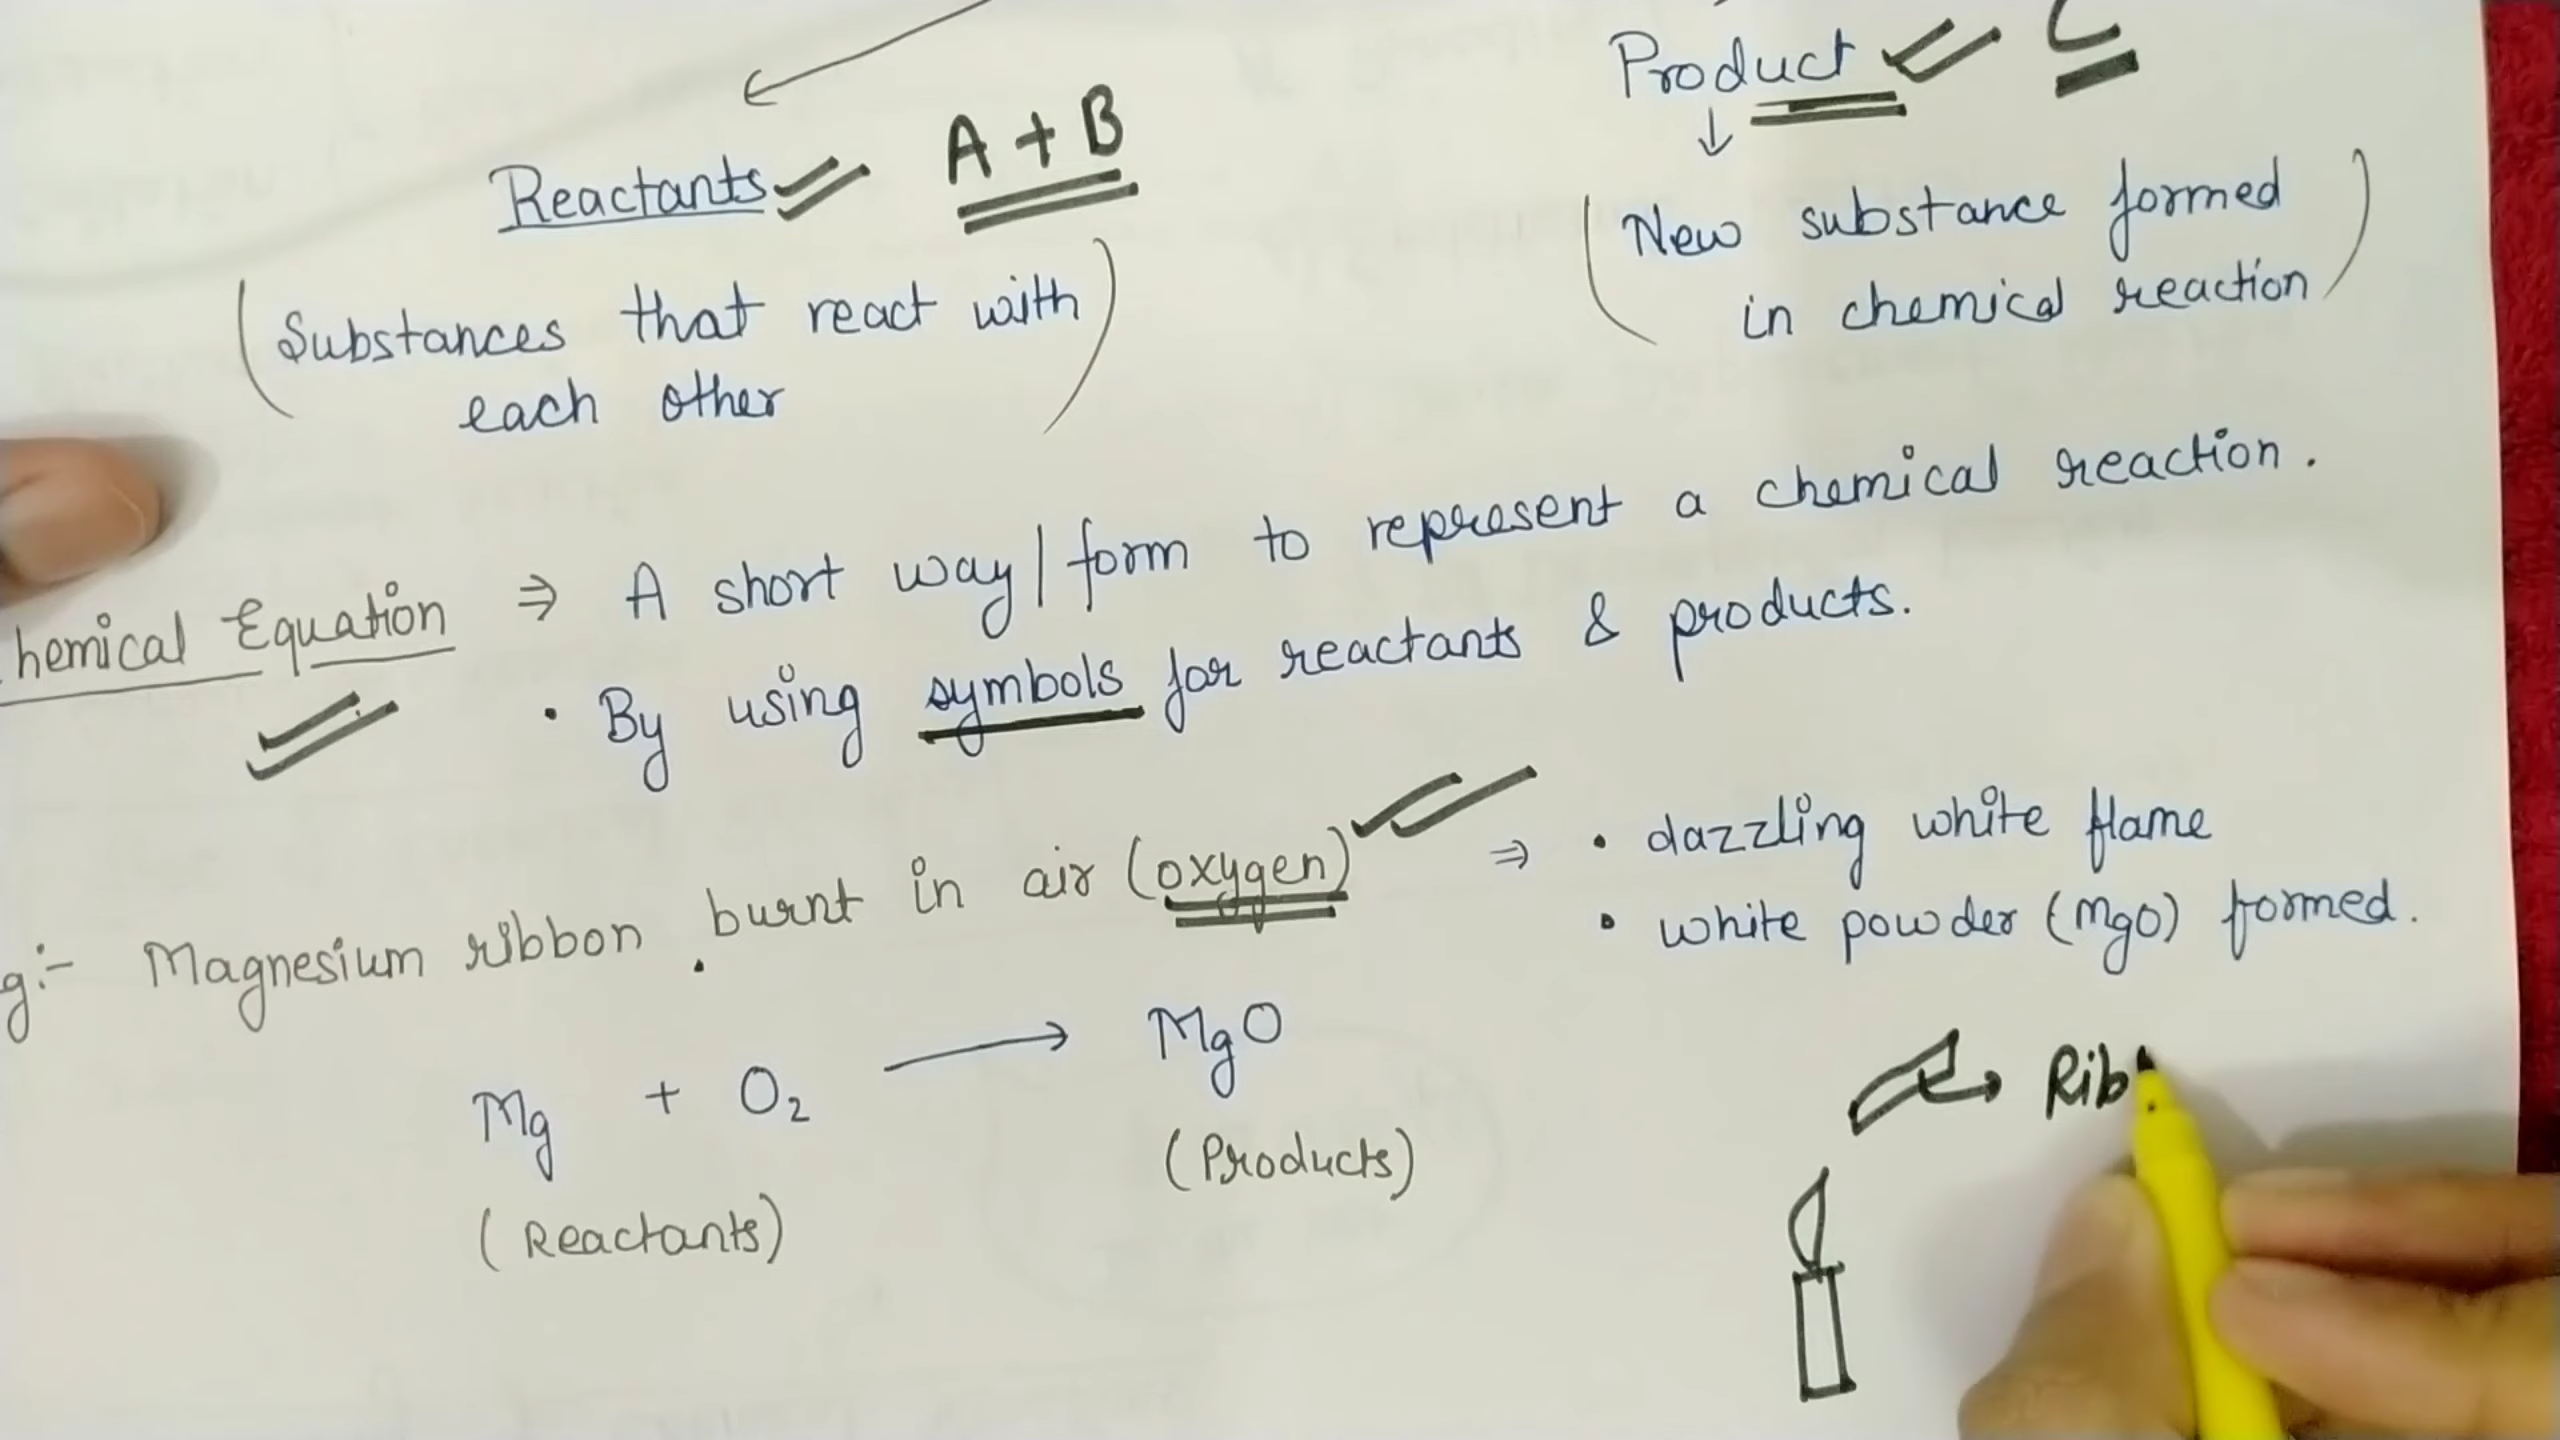 Product C
Reactants A + B
(New substance formed
in chemical reaction)
(Substances that react with
each other)
hemical Equation ⇒ A short way/form to represent a chemical reaction.
• By using symbols for reactants & products.
g:- Magnesium ribbon burnt in air (oxygen) ⇒ • dazzling white flame
• white powder (MgO) formed.
Mg + O₂ → MgO
(Reactants) (Products)
Rib